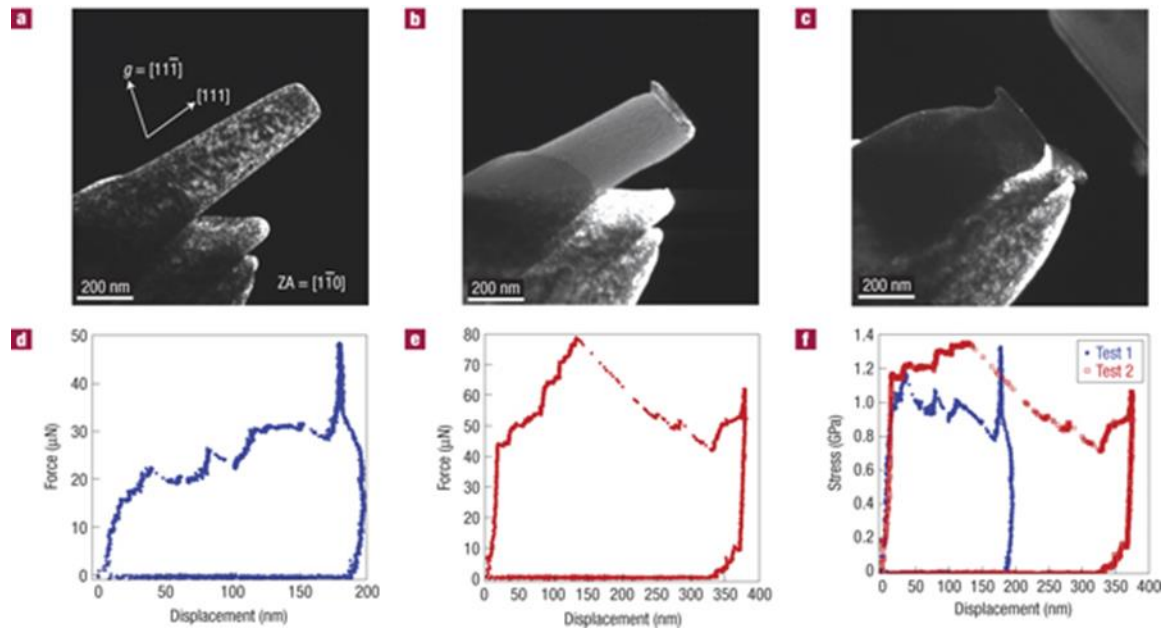 a
b
c
g = [11̄1̄]
[111]
ZA = [11̄0]
200 nm
200 nm
200 nm
d
e
f
50
40
30
20
10
0
Force (μN)
0
50
100
150
200
Displacement (nm)
80
70
60
50
40
30
20
10
0
Force (μN)
0
50
100
150
200
250
300
350
400
Displacement (nm)
1.4
1.2
1.0
0.8
0.6
0.4
0.2
0
Stress (GPa)
0
50
100
150
200
250
300
350
400
Displacement (nm)
Test 1
Test 2